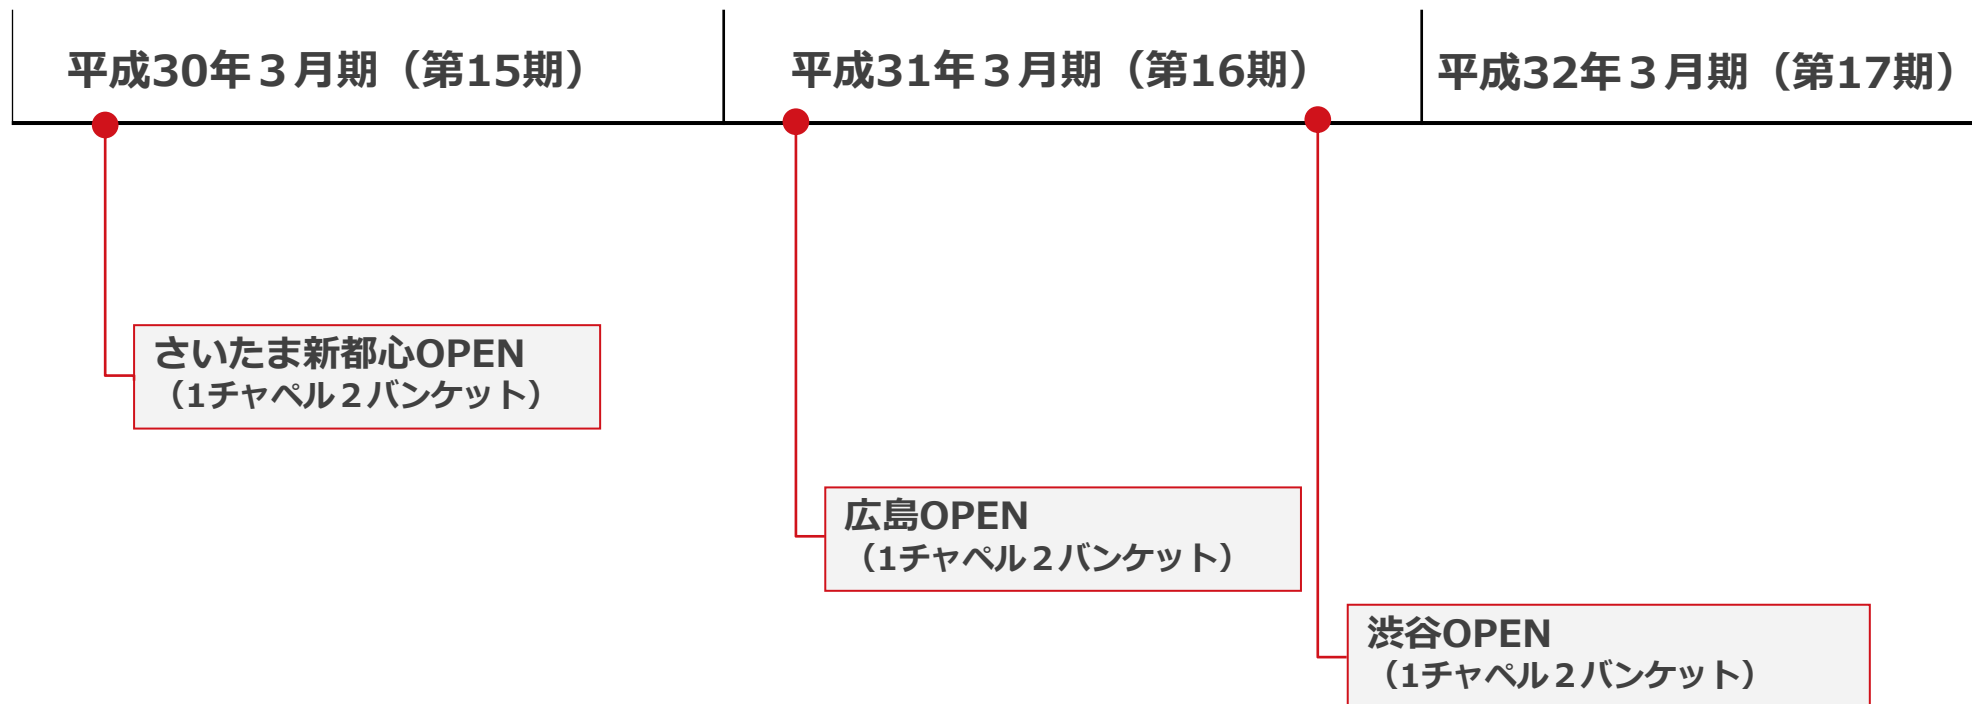 平成30年３月期（第15期）
平成31年３月期（第16期）
平成32年３月期（第17期）
さいたま新都心OPEN
（1チャペル２バンケット）
広島OPEN
（1チャペル２バンケット）
渋谷OPEN
（1チャペル２バンケット）